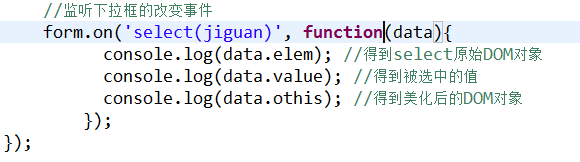 //监听下拉框的改变事件
form.on('select(jiguan)', function(data){
console.log(data.elem); //得到select原始DOM对象
console.log(data.value); //得到被选中的值
console.log(data.othis); //得到美化后的DOM对象
});
});